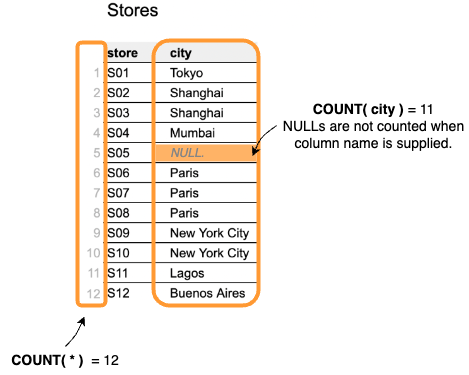 Stores
store city
1 S01 Tokyo
2 S02 Shanghai
3 S03 Shanghai
4 S04 Mumbai
5 S05 NULL.
6 S06 Paris
7 S07 Paris
8 S08 Paris
9 S09 New York City
10 S10 New York City
11 S11 Lagos
12 S12 Buenos Aires
COUNT( city ) = 11
NULLs are not counted when
column name is supplied.
COUNT( * ) = 12